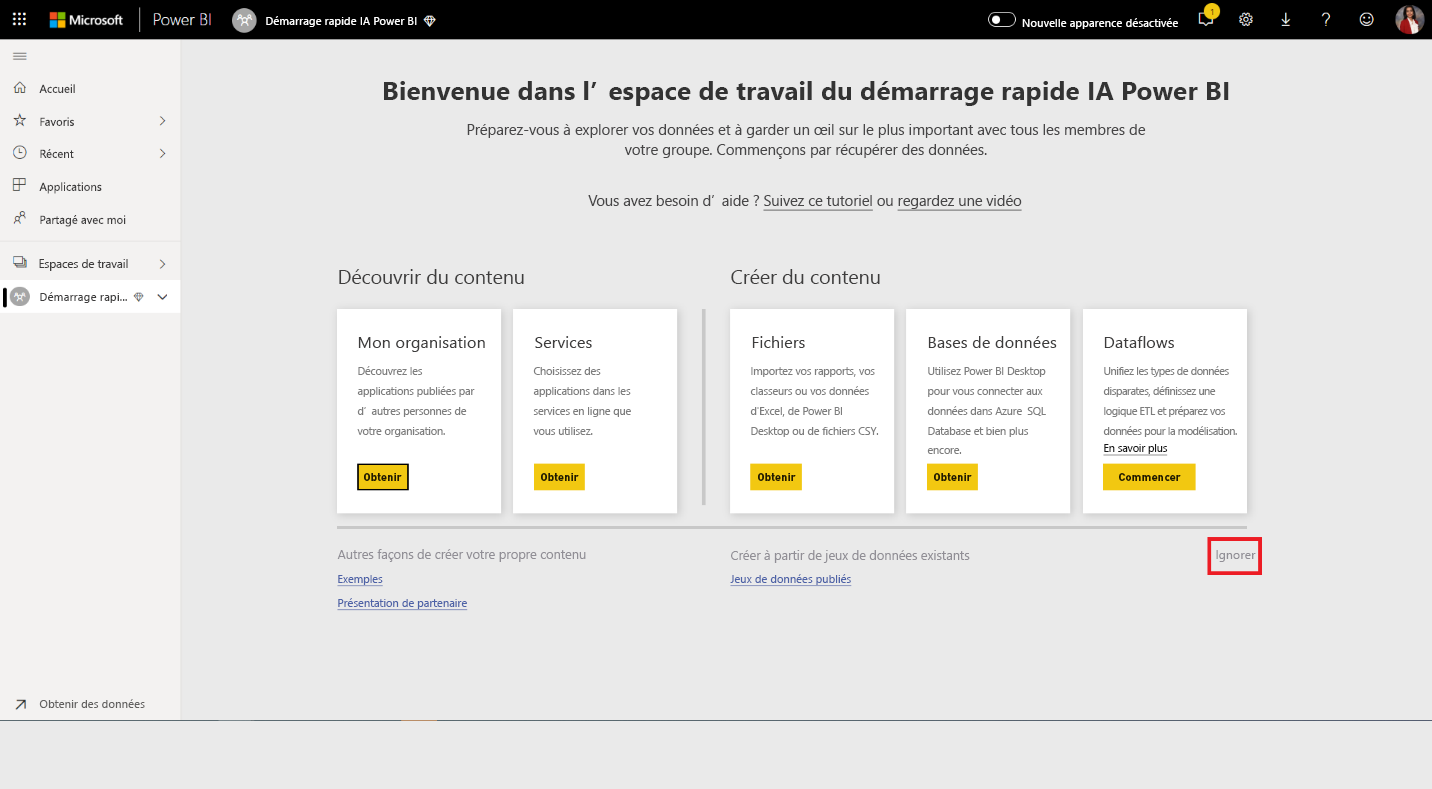 Microsoft Power BI Démarrage rapide IA Power BI Nouvelle apparence désactivée 1
Accueil
Favoris
Récent
Applications
Partagé avec moi
Espaces de travail
Démarrage rapi...
Obtenir des données
Bienvenue dans l’ espace de travail du démarrage rapide IA Power BI
Préparez-vous à explorer vos données et à garder un œil sur le plus important avec tous les membres de
votre groupe. Commençons par récupérer des données.
Vous avez besoin d’ aide ? Suivez ce tutoriel ou regardez une vidéo
Découvrir du contenu
Mon organisation
Découvrez les
applications publiées par
d’ autres personnes de
votre organisation.
Obtenir
Services
Choisissez des
applications dans les
services en ligne que
vous utilisez.
Obtenir
Créer du contenu
Fichiers
Importez vos rapports, vos
classeurs ou vos données
d'Excel, de Power BI
Desktop ou de fichiers CSY.
Obtenir
Bases de données
Utilisez Power BI Desktop
pour vous connecter aux
données dans Azure SQL
Database et bien plus
encore.
Obtenir
Dataflows
Unifiez les types de données
disparates, définissez une
logique ETL et préparez vos
données pour la modélisation.
En savoir plus
Commencer
Autres façons de créer votre propre contenu
Exemples
Présentation de partenaire
Créer à partir de jeux de données existants
Jeux de données publiés
Ignorer